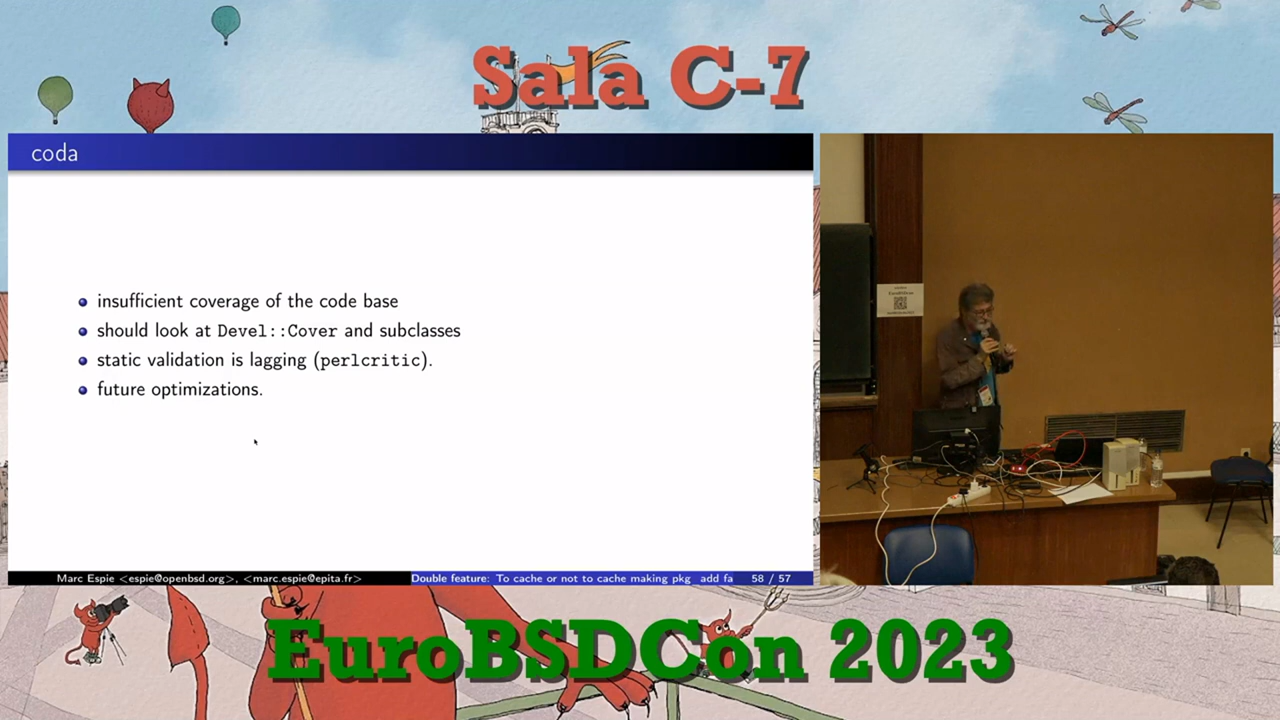 Sala C-7
coda
insufficient coverage of the code base
should look at Devel::Cover and subclasses
static validation is lagging (perlcritic).
future optimizations.
Marc Espie <espie@openbsd.org>, <marc.espie@epita.fr>
Double feature: To cache or not to cache making pkg_add fa
58 / 57
EuroBSDCon 2023